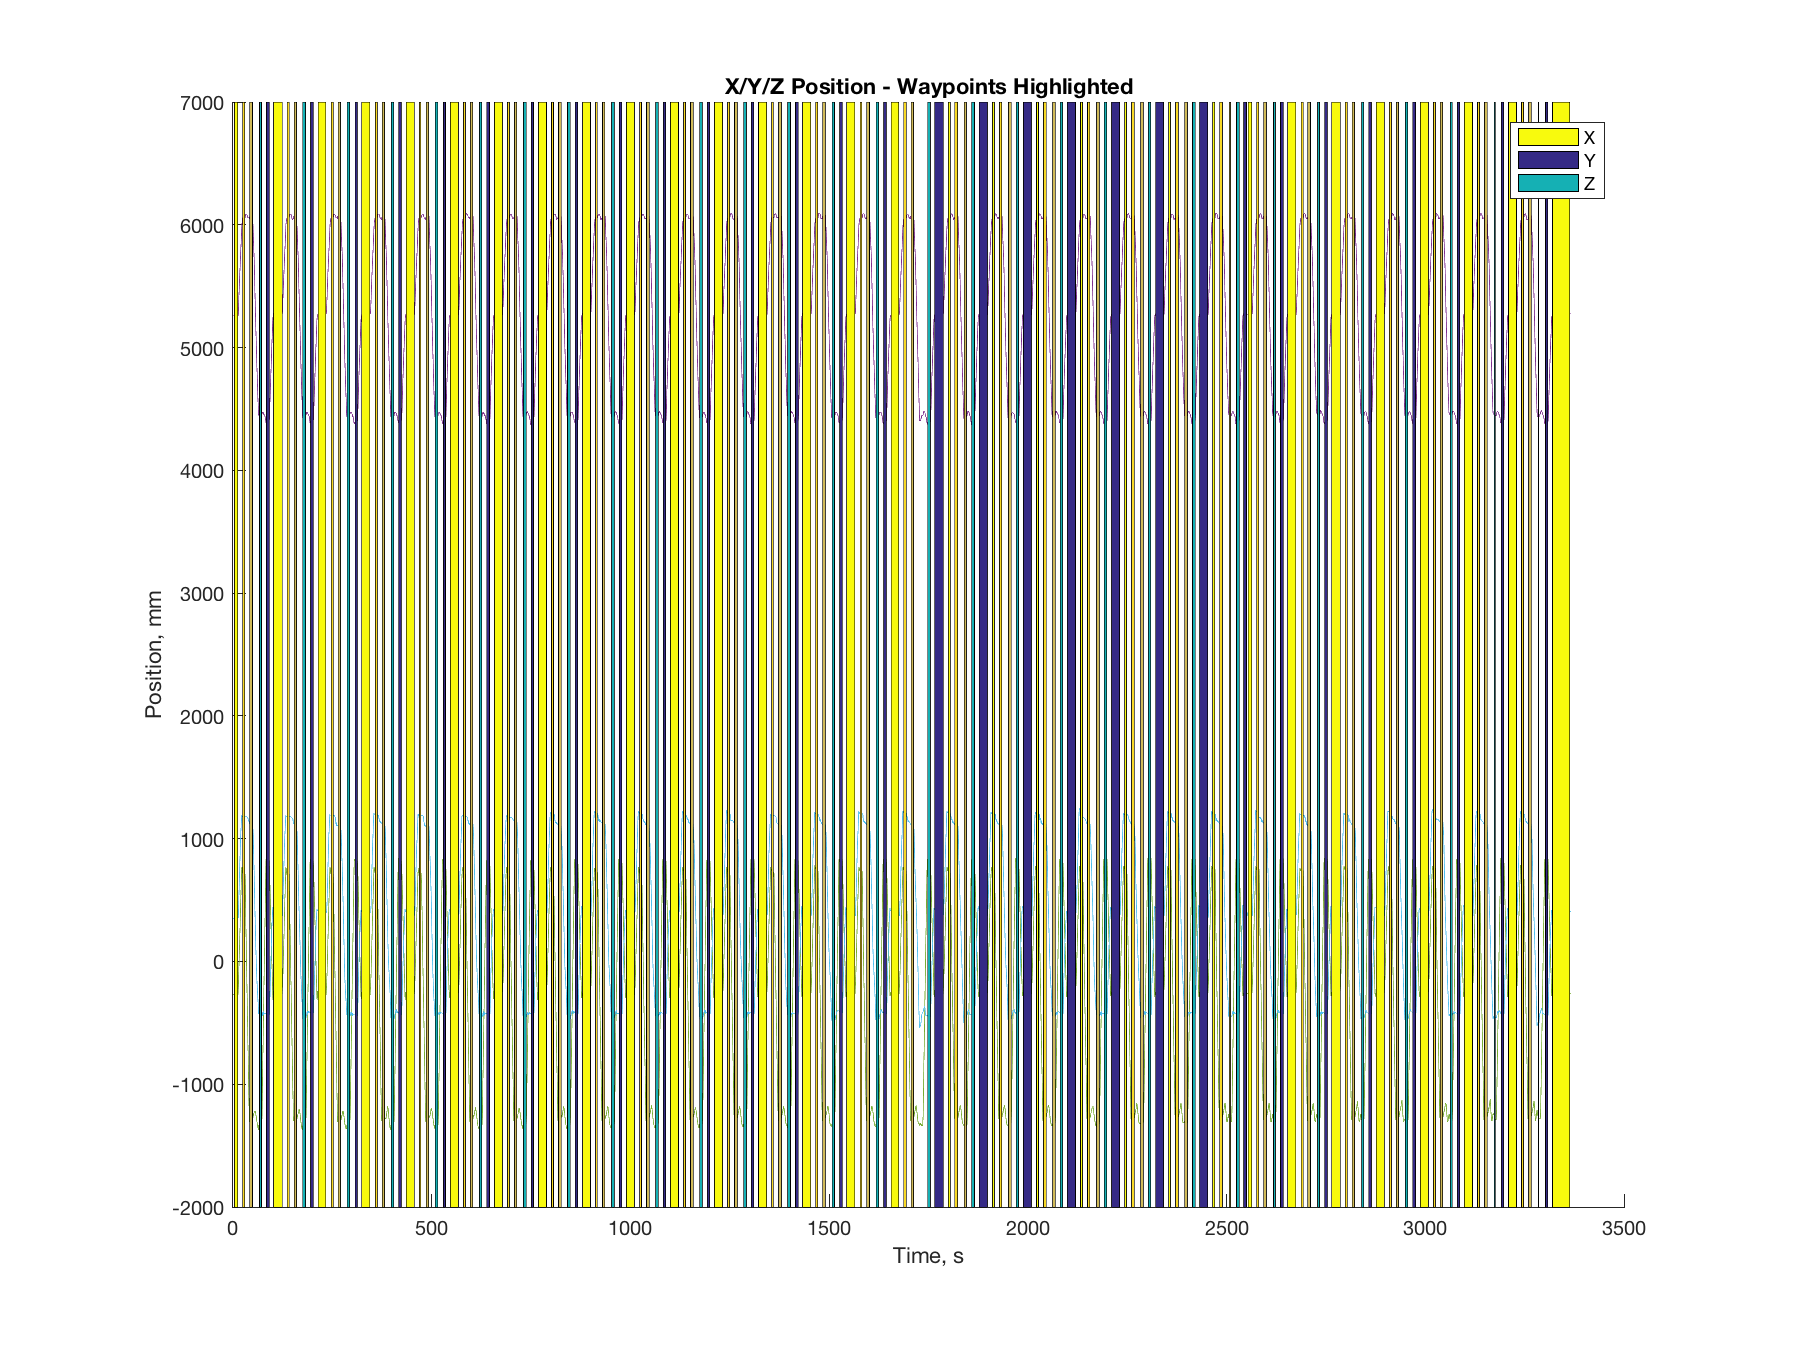 X/Y/Z Position - Waypoints Highlighted
7000
6000
5000
4000
3000
2000
1000
0
-1000
-2000
Position, mm
X
Y
Z
0 500 1000 1500 2000 2500 3000 3500
Time, s